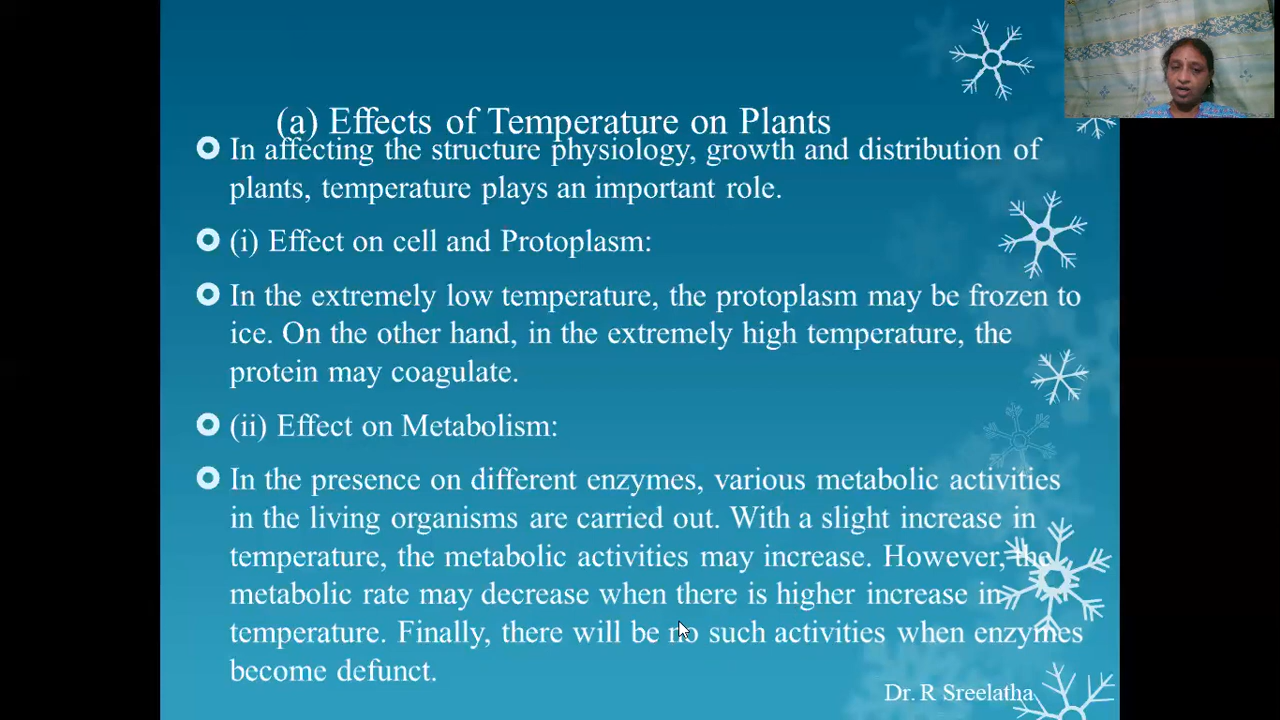 (a) Effects of Temperature on Plants
In affecting the structure physiology, growth and distribution of
plants, temperature plays an important role.
(i) Effect on cell and Protoplasm:
In the extremely low temperature, the protoplasm may be frozen to
ice. On the other hand, in the extremely high temperature, the
protein may coagulate.
(ii) Effect on Metabolism:
In the presence on different enzymes, various metabolic activities
in the living organisms are carried out. With a slight increase in
temperature, the metabolic activities may increase. However, the
metabolic rate may decrease when there is higher increase in
temperature. Finally, there will be no such activities when enzymes
become defunct.
Dr. R Sreelatha